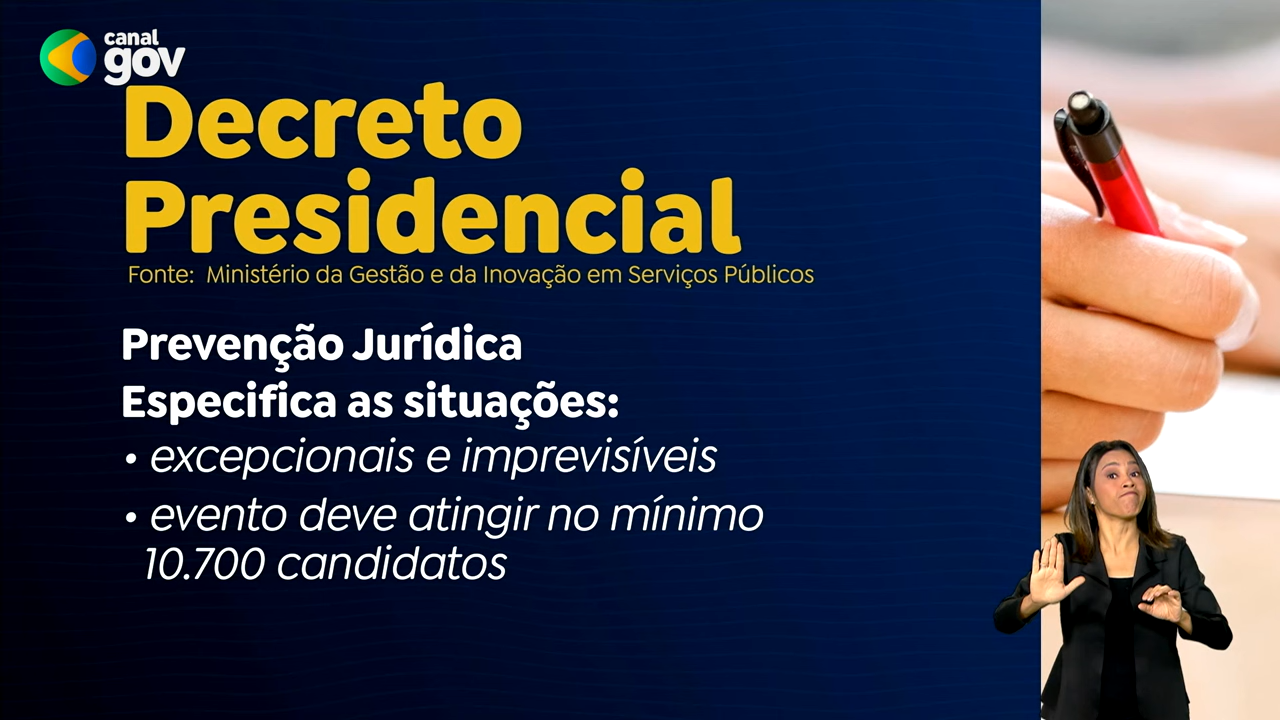 canal
gov
Decreto
Presidencial
Fonte: Ministério da Gestão e da Inovação em Serviços Públicos
Prevenção Jurídica
Especifica as situações:
• excepcionais e imprevisíveis
• evento deve atingir no mínimo
10.700 candidatos